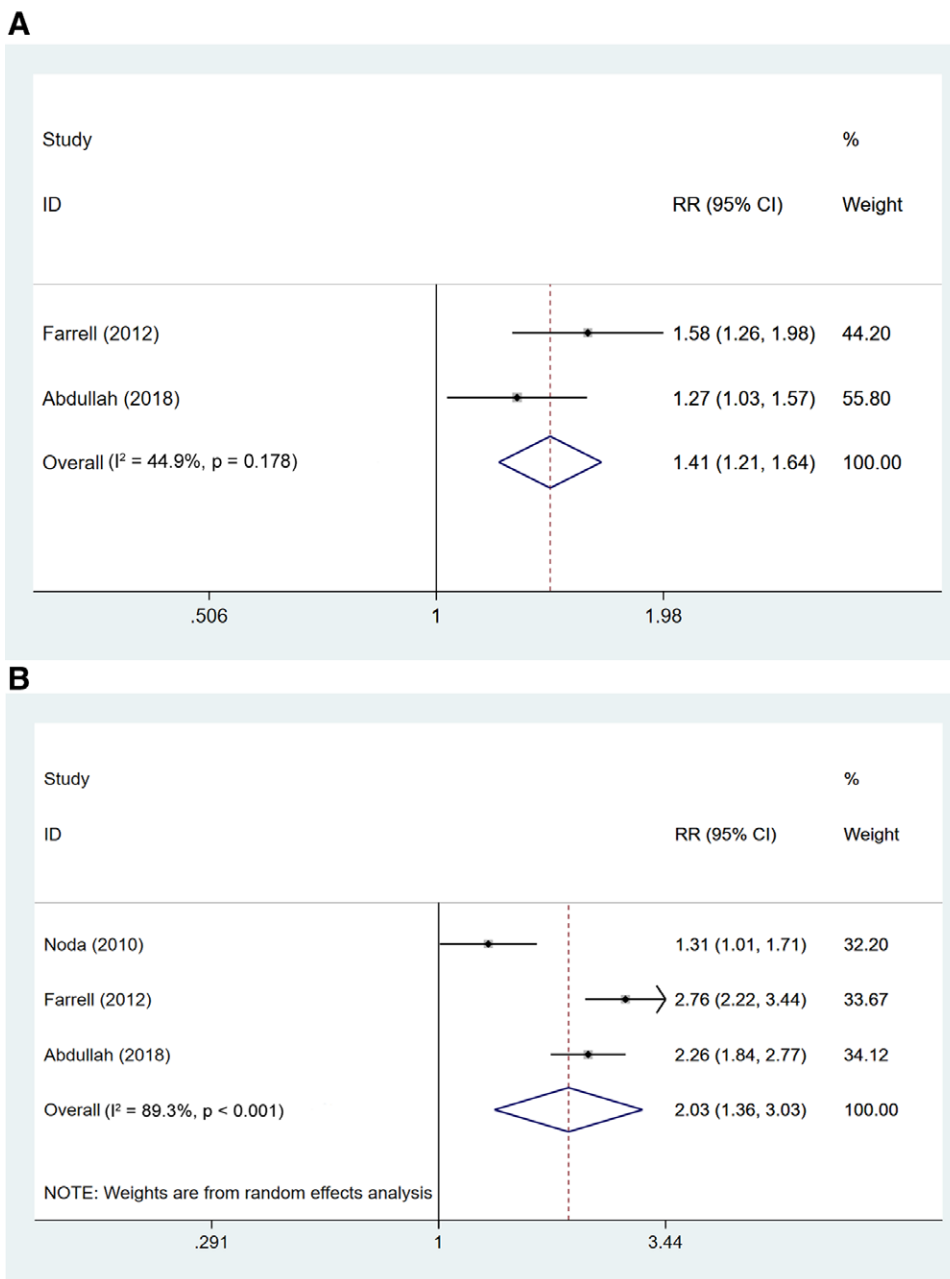 A
Study %
ID RR (95% CI) Weight
Farrell (2012) 1.58 (1.26, 1.98) 44.20
Abdullah (2018) 1.27 (1.03, 1.57) 55.80
Overall (I² = 44.9%, p = 0.178) 1.41 (1.21, 1.64) 100.00
.506 1 1.98
B
Study %
ID RR (95% CI) Weight
Noda (2010) 1.31 (1.01, 1.71) 32.20
Farrell (2012) 2.76 (2.22, 3.44) 33.67
Abdullah (2018) 2.26 (1.84, 2.77) 34.12
Overall (I² = 89.3%, p < 0.001) 2.03 (1.36, 3.03) 100.00
NOTE: Weights are from random effects analysis
.291 1 3.44